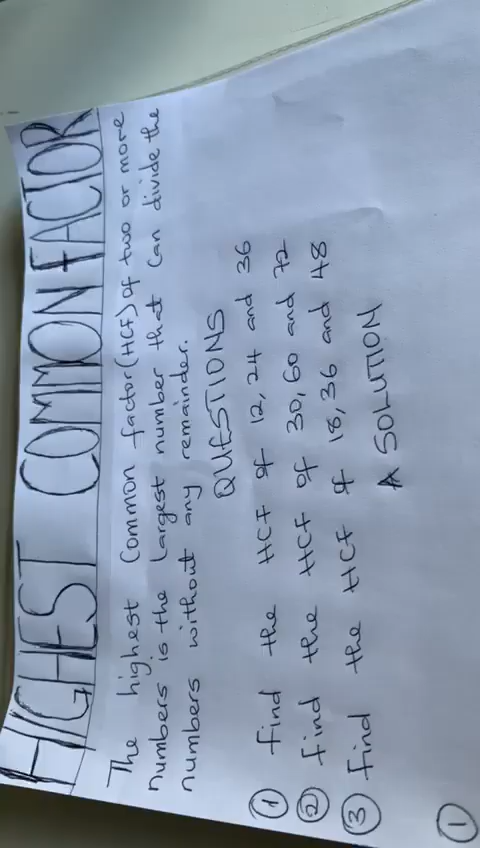 HIGHEST COMMON FACTOR
The highest Common factor (HCF) of two or more
numbers is the largest number that can divide the
numbers without any remainder.
QUESTIONS
① find the HCF of 12, 24 and 36
② find the HCF of 30, 60 and 72
③ find the HCF of 18, 36 and 48
A SOLUTION
①